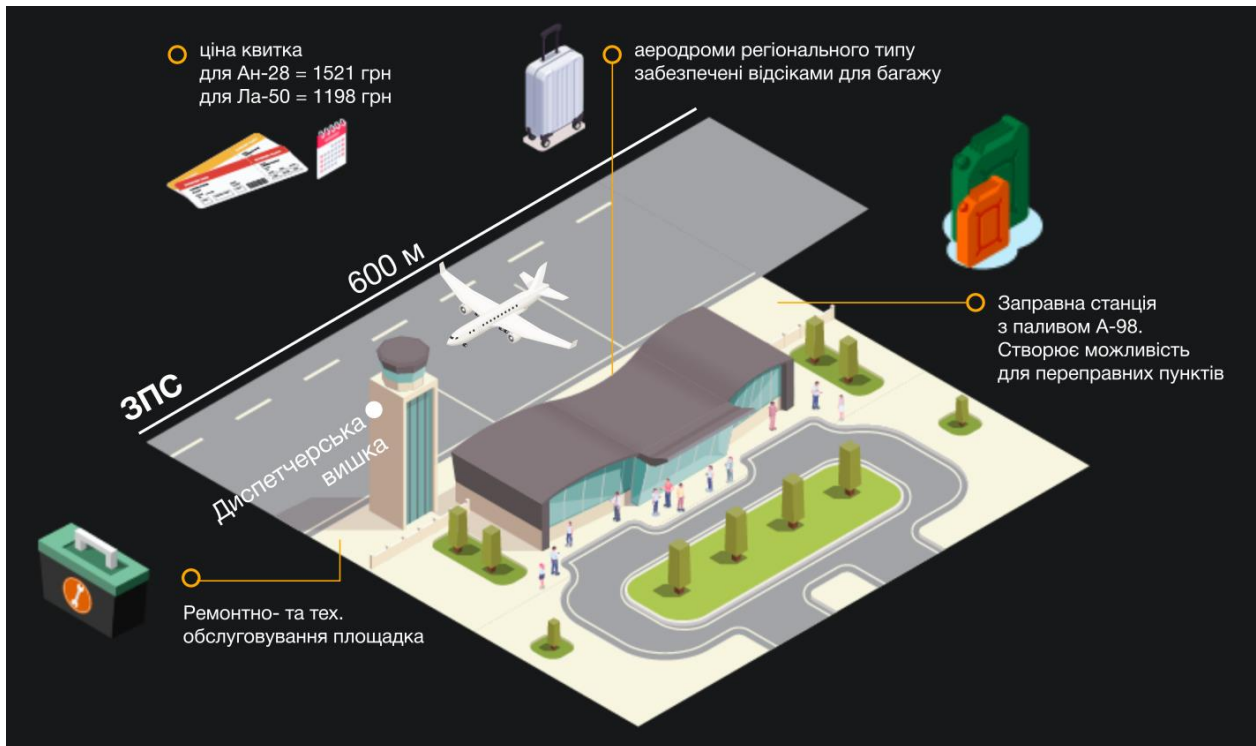 ціна квитка
для Ан-28 = 1521 грн
для Ла-50 = 1198 грн
аеродроми регіонального типу
забезпечені відсіками для багажу
600 м
ЗПС
Заправна станція
з паливом А-98.
Створює можливість
для переправних пунктів
Диспетчерська
вишка
Ремонтно- та тех.
обслуговування площадка